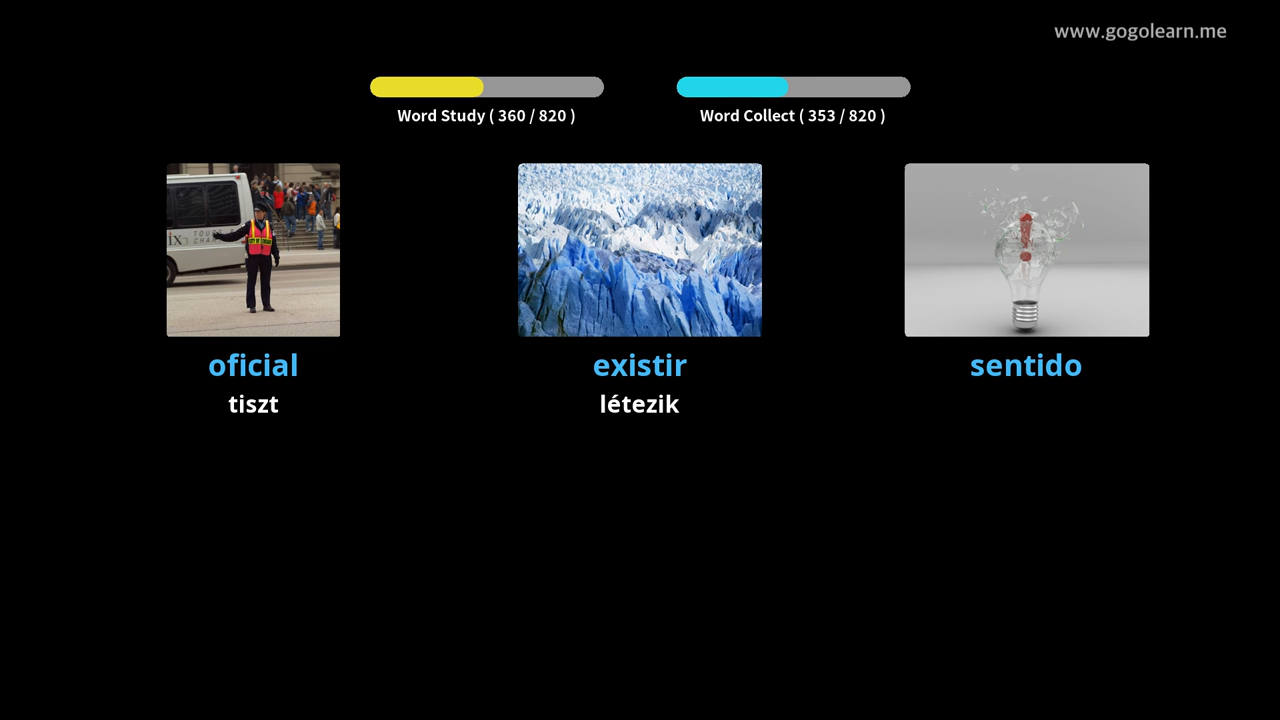 www.gogolearn.me
Word Study ( 360 / 820 )
Word Collect ( 353 / 820 )
oficial
existir
sentido
tiszt
létezik